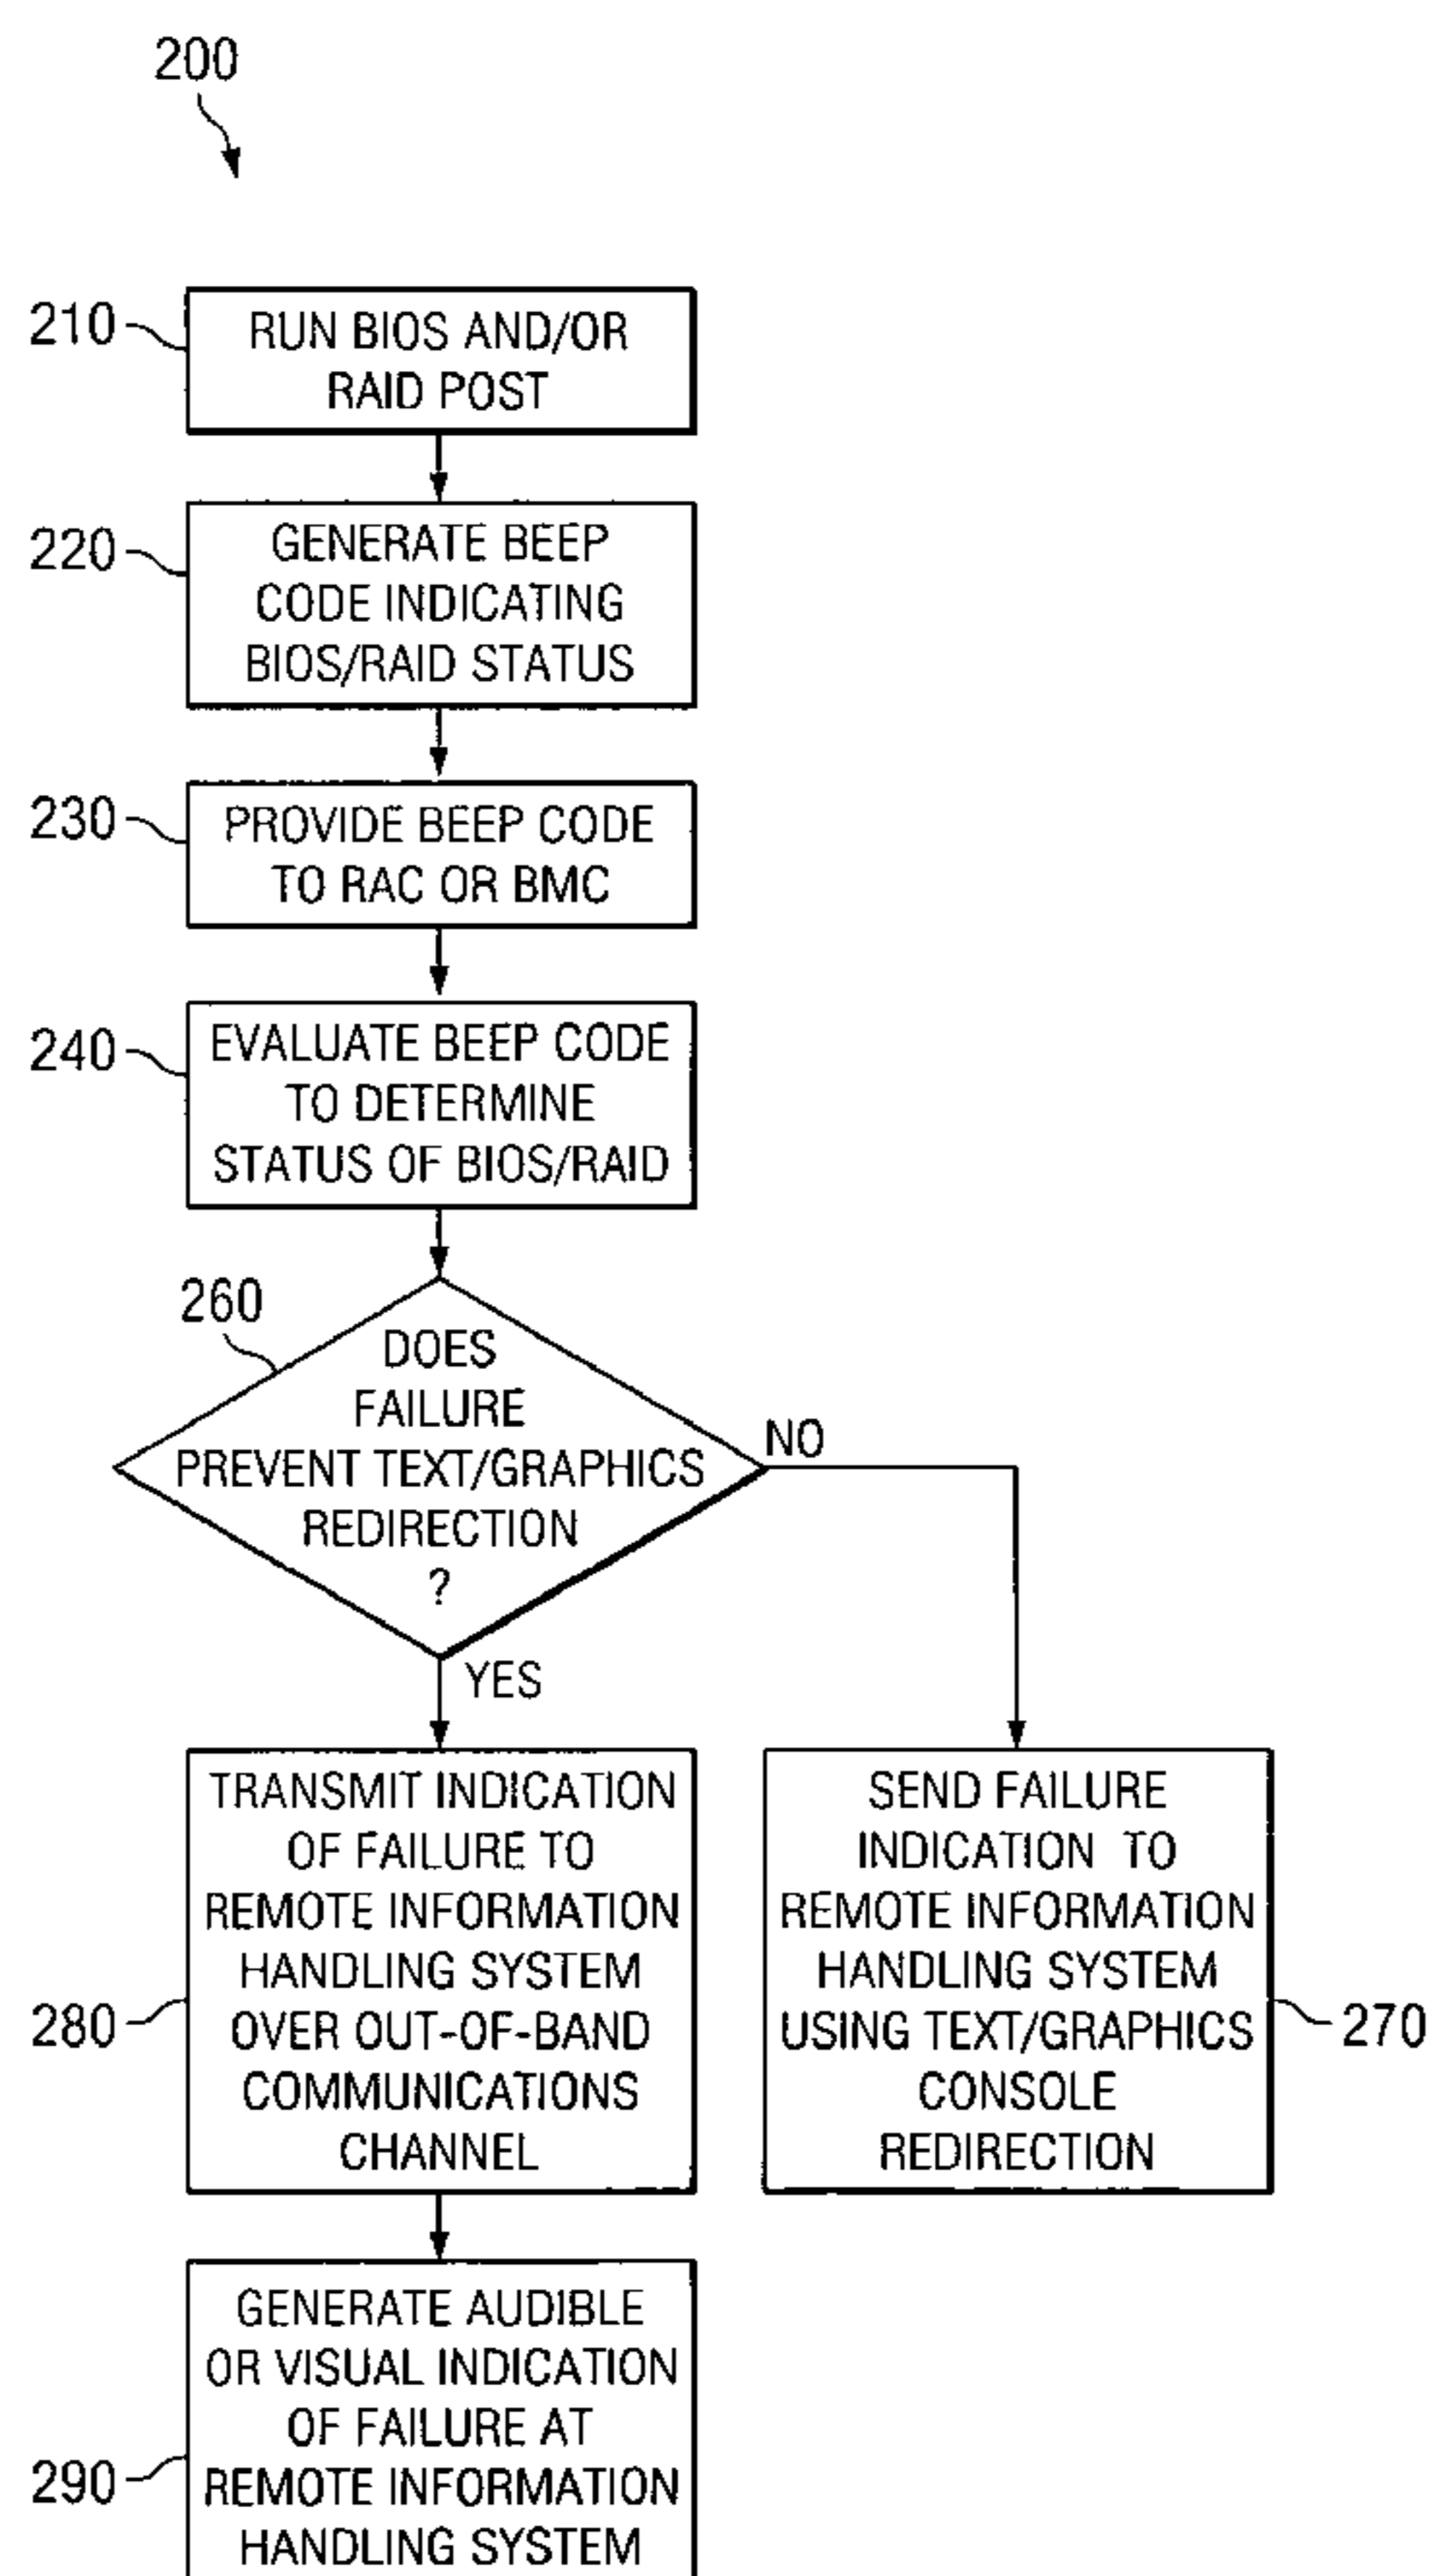 200
210
RUN BIOS AND/OR
RAID POST
220
GENERATE BEEP
CODE INDICATING
BIOS/RAID STATUS
230
PROVIDE BEEP CODE
TO RAC OR BMC
240
EVALUATE BEEP CODE
TO DETERMINE
STATUS OF BIOS/RAID
260
DOES
FAILURE
PREVENT TEXT/GRAPHICS
REDIRECTION
?
NO
YES
280
TRANSMIT INDICATION
OF FAILURE TO
REMOTE INFORMATION
HANDLING SYSTEM
OVER OUT-OF-BAND
COMMUNICATIONS
CHANNEL
SEND FAILURE
INDICATION TO
REMOTE INFORMATION
HANDLING SYSTEM
USING TEXT/GRAPHICS
CONSOLE
REDIRECTION
270
290
GENERATE AUDIBLE
OR VISUAL INDICATION
OF FAILURE AT
REMOTE INFORMATION
HANDLING SYSTEM